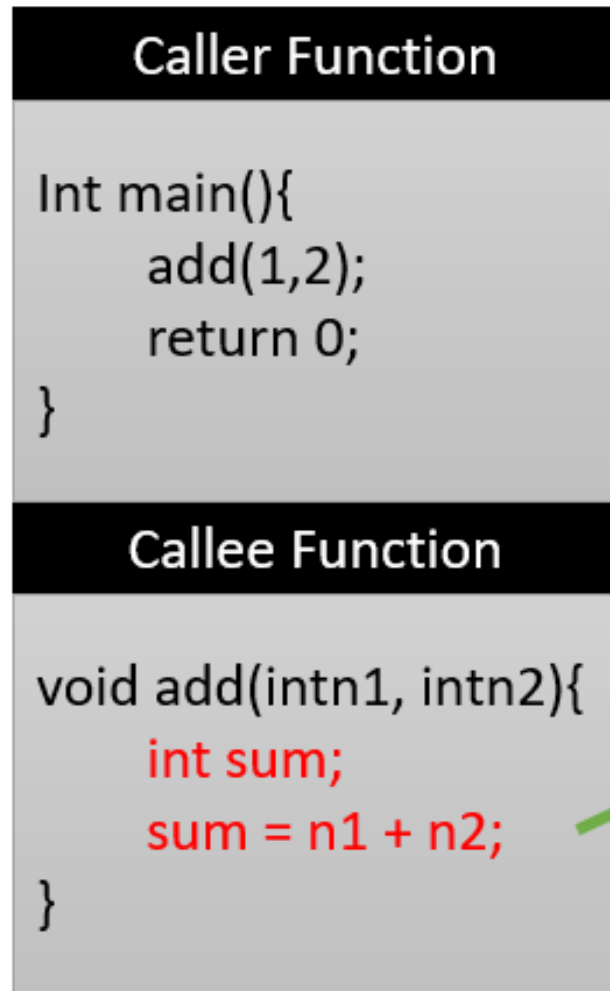 Caller Function
Int main(){
add(1,2);
return 0;
}
Callee Function
void add(intn1, intn2){
int sum;
sum = n1 + n2;
}